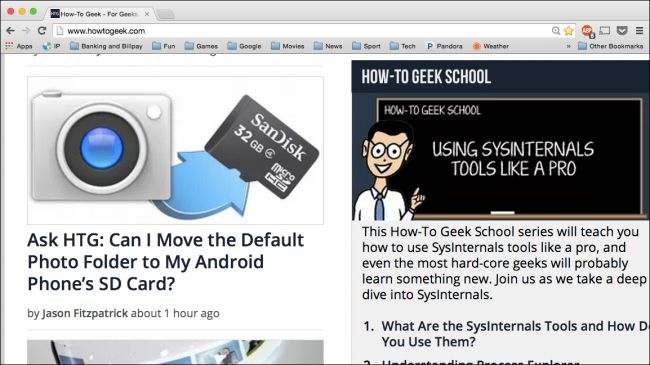 HTG How-To Geek - For Geeks
www.howtogeek.com
Apps IP Banking and Billpay Fun Games Google Movies News Sport Tech Pandora Weather » Other Bookmarks
SanDisk
32 GB 4
micro
HC I
Ask HTG: Can I Move the Default
Photo Folder to My Android
Phone's SD Card?
by Jason Fitzpatrick about 1 hour ago
HOW-TO GEEK SCHOOL
HOW-TO GEEK SCHOOL
USING SYSINTERNALS
TOOLS LIKE A PRO
This How-To Geek School series will teach you
how to use SysInternals tools like a pro, and
even the most hard-core geeks will probably
learn something new. Join us as we take a deep
dive into SysInternals.
1. What Are the SysInternals Tools and How Do
You Use Them?
2. Understanding Process Explorer